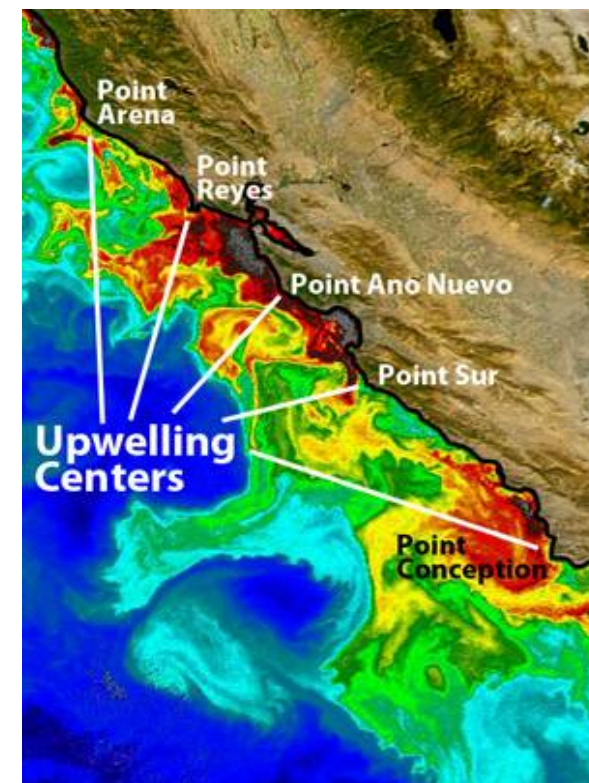 Point
Arena
Point
Reyes
Point Ano Nuevo
Point Sur
Upwelling
Centers
Point
Conception